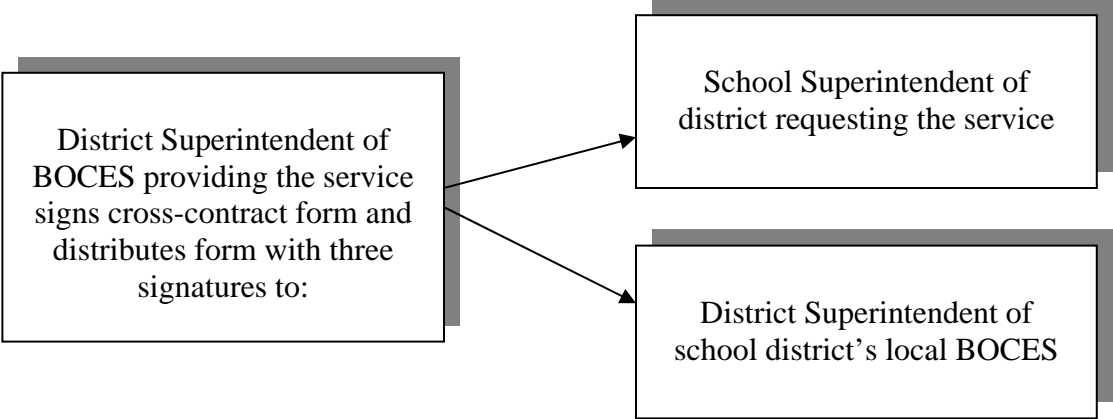 District Superintendent of
BOCES providing the service
signs cross-contract form and
distributes form with three
signatures to:
School Superintendent of
district requesting the service
District Superintendent of
school district’s local BOCES